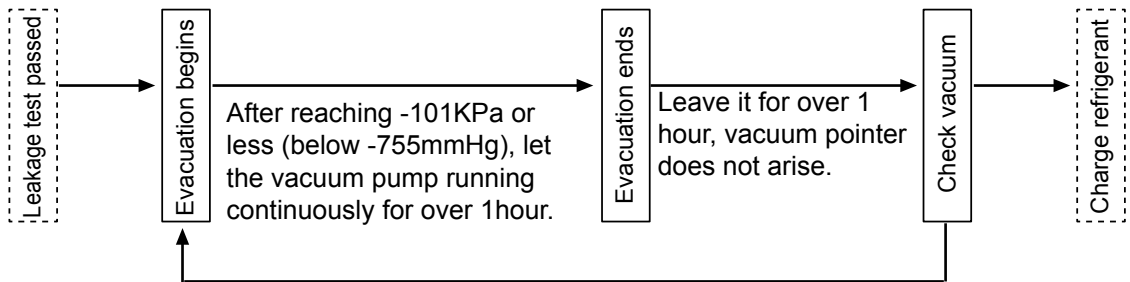 Leakage test passed
Evacuation begins
After reaching -101KPa or
less (below -755mmHg), let
the vacuum pump running
continuously for over 1hour.
Evacuation ends
Leave it for over 1
hour, vacuum pointer
does not arise.
Check vacuum
Charge refrigerant